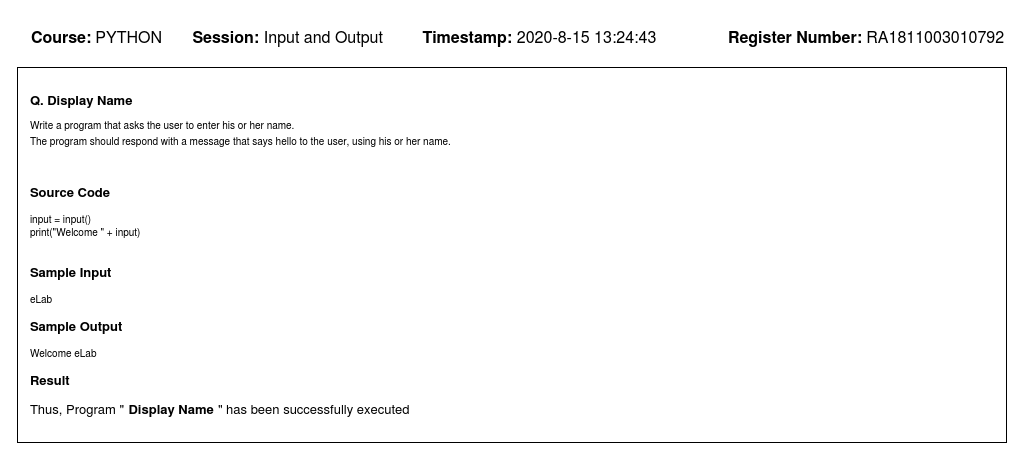 Course: PYTHON Session: Input and Output Timestamp: 2020-8-15 13:24:43 Register Number: RA1811003010792
Q. Display Name
Write a program that asks the user to enter his or her name.
The program should respond with a message that says hello to the user, using his or her name.
Source Code
input = input()
print("Welcome " + input)
Sample Input
eLab
Sample Output
Welcome eLab
Result
Thus, Program " Display Name " has been successfully executed